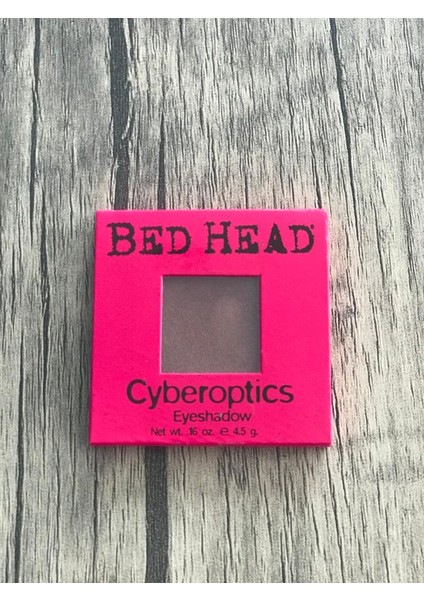 BED HEAD®
Cyberoptics
Eyeshadow
Net wt. .16 oz. ℮ 4.5 g.